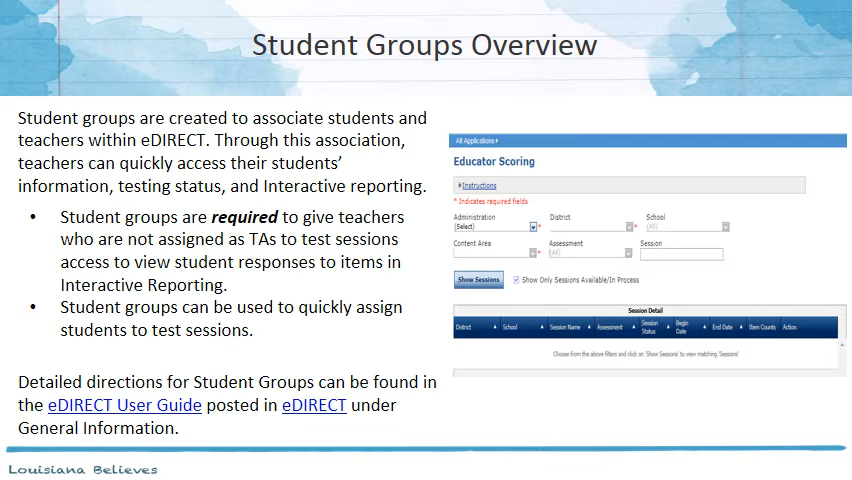 Student Groups Overview
Student groups are created to associate students and
teachers within eDIRECT. Through this association,
teachers can quickly access their students’
information, testing status, and Interactive reporting.
• Student groups are required to give teachers
who are not assigned as TAs to test sessions
access to view student responses to items in
Interactive Reporting.
• Student groups can be used to quickly assign
students to test sessions.
Detailed directions for Student Groups can be found in
the eDIRECT User Guide posted in eDIRECT under
General Information.
All Applications
Educator Scoring
Instructions
* Indicates required fields
Administration District School
(Select) * * (All)
Content Area Assessment Session
* (All)
Show Sessions Show Only Sessions Available/In Process
Session Detail
District School Session Name Assessment Session Status Begin Date End Date Item Counts Action
Choose from the above filters and click on 'Show Sessions' to view matching 'Sessions'
Louisiana Believes